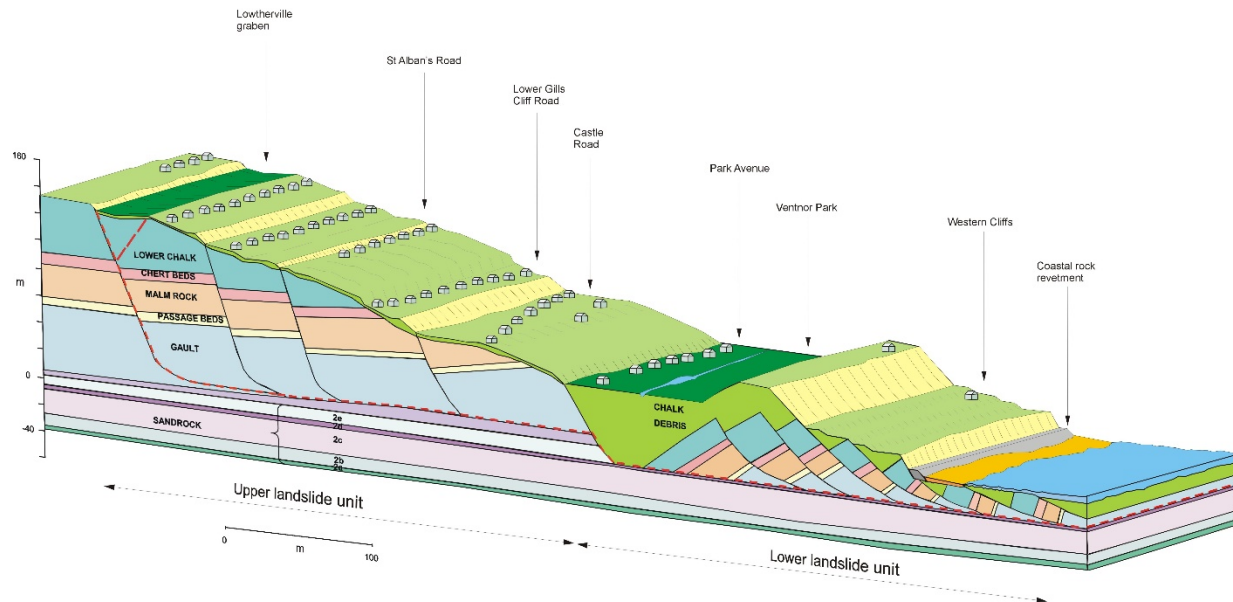 Lowtherville
graben
St Alban's Road
Lower Gills
Cliff Road
Castle
Road
Park Avenue
Ventnor Park
Western Cliffs
Coastal rock
revetment
160
m
0
-40
LOWER CHALK
CHERT BEDS
MALM ROCK
PASSAGE BEDS
GAULT
SANDROCK
2e
2d
2c
2b
2a
CHALK
DEBRIS
Upper landslide unit
Lower landslide unit
0
m
100